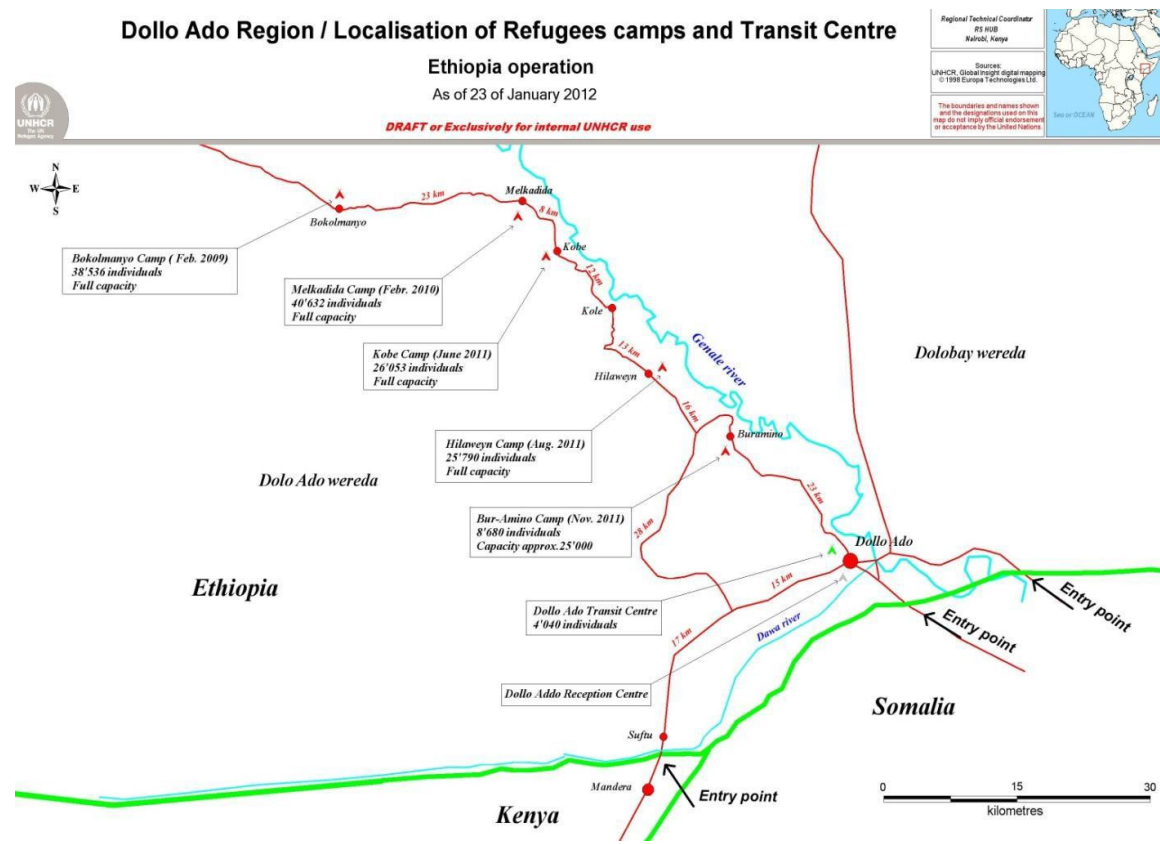 Dollo Ado Region / Localisation of Refugees camps and Transit Centre
Ethiopia operation
As of 23 of January 2012
DRAFT or Exclusively for internal UNHCR use
UNHCR
The UN
Refugee Agency
Regional Technical Coordinator
RS HUB
Nairobi, Kenya
Sources:
UNHCR, Global Insight digital mapping
© 1998 Europa Technologies Ltd.
The boundaries and names shown
and the designations used on this
map do not imply official endorsement
or acceptance by the United Nations.
Sea or OCEAN
N
W E
S
Bokolmanyo
23 km
Melkadida
8 km
Kobe
12 km
Kole
13 km
Hilaweyn
16 km
Buramino
23 km
28 km
Dollo Ado
15 km
17 km
Suftu
Mandera
Genale river
Dawa river
Dolobay wereda
Dolo Ado wereda
Ethiopia
Somalia
Kenya
Entry point
Entry point
Entry point
Bokolmanyo Camp ( Feb. 2009)
38'536 individuals
Full capacity
Melkadida Camp (Febr. 2010)
40'632 individuals
Full capacity
Kobe Camp (June 2011)
26'053 individuals
Full capacity
Hilaweyn Camp (Aug. 2011)
25'790 individuals
Full capacity
Bur-Amino Camp (Nov. 2011)
8'680 individuals
Capacity approx.25'000
Dollo Ado Transit Centre
4'040 individuals
Dollo Addo Reception Centre
0 15 30
kilometres